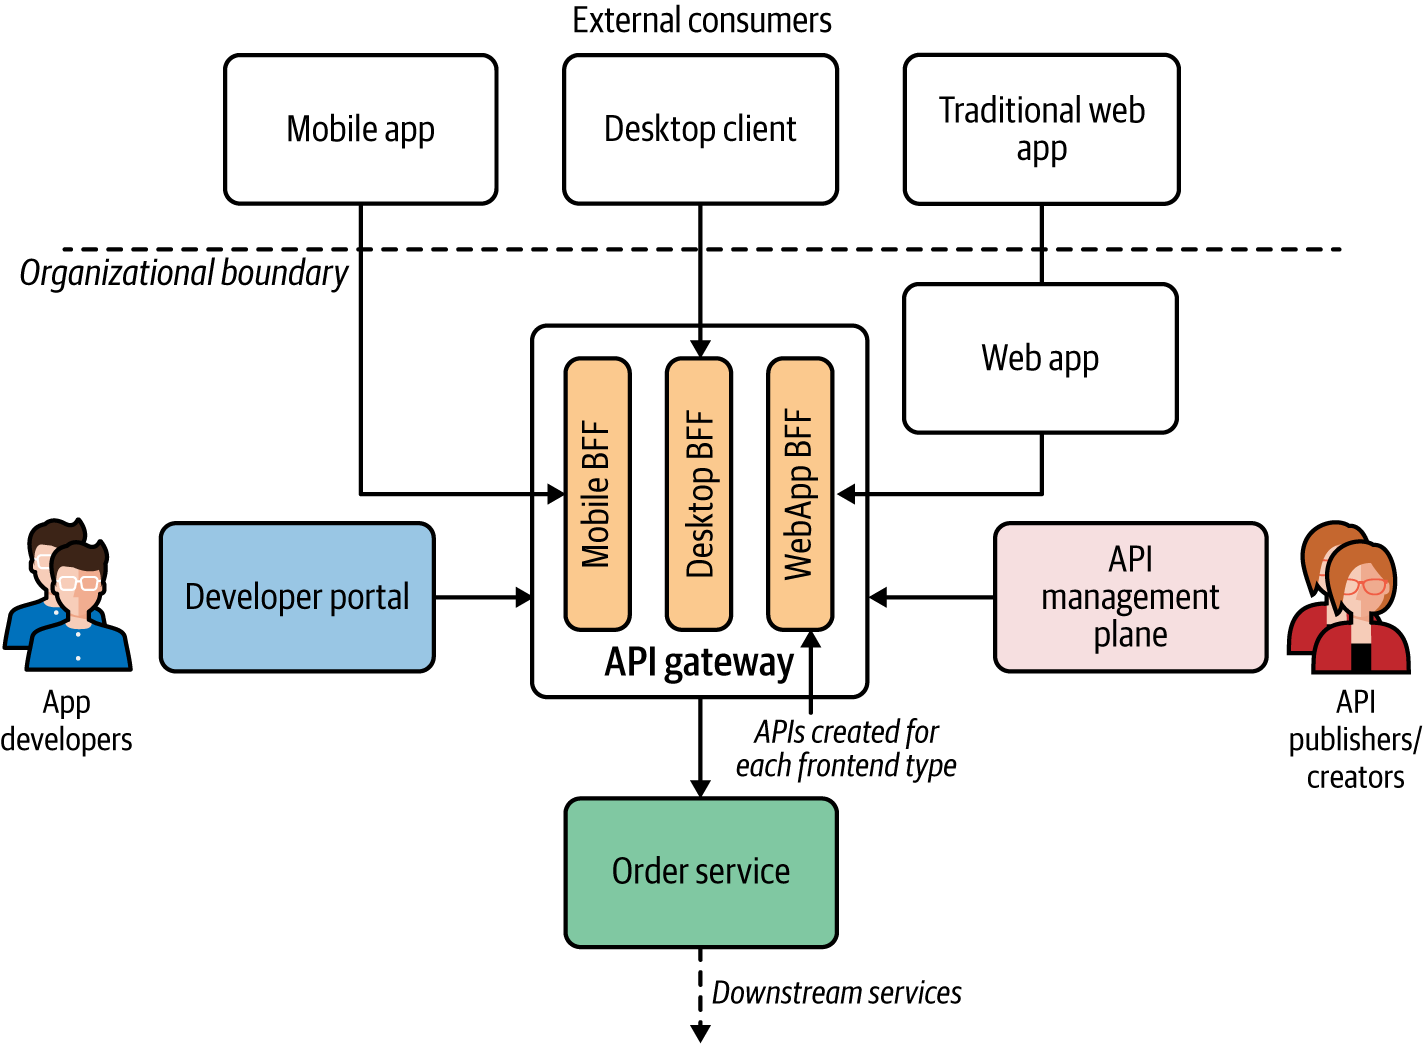 External consumers
Mobile app
Desktop client
Traditional web
app
Organizational boundary
Web app
Mobile BFF
Desktop BFF
WebApp BFF
API gateway
Developer portal
API
management
plane
App
developers
API
publishers/
creators
APIs created for
each frontend type
Order service
Downstream services